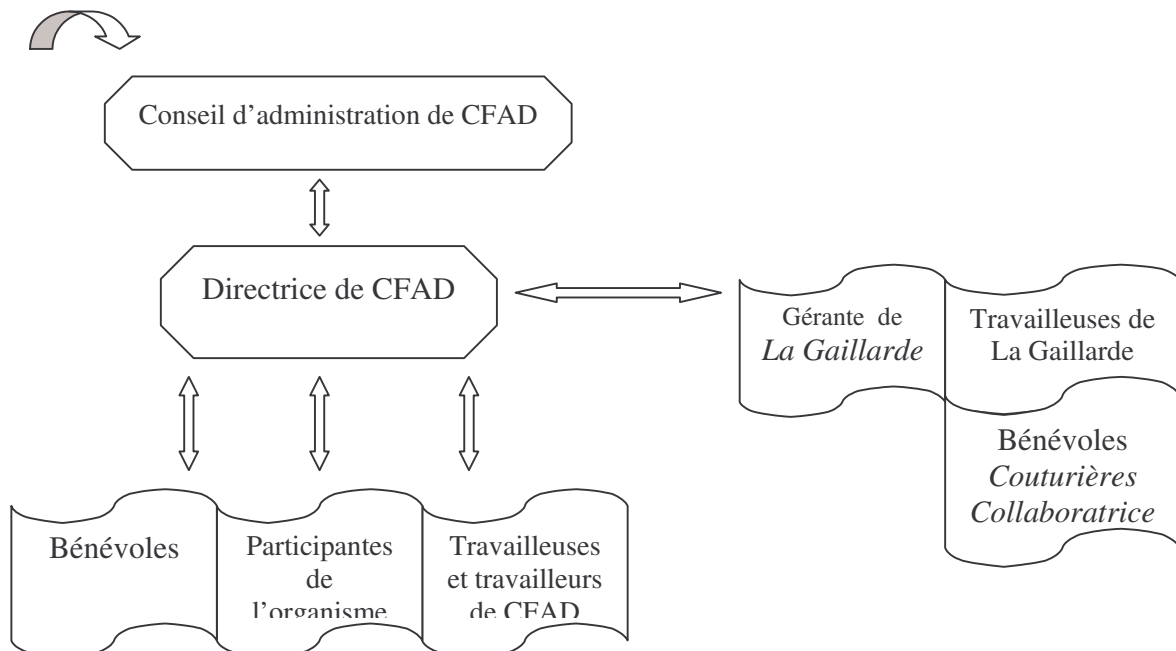 Conseil d'administration de CFAD
Directrice de CFAD
Gérante de
La Gaillarde
Travailleuses de
La Gaillarde
Bénévoles
Couturières
Collaboratrice
Bénévoles
Participantes
de
l'organisme
Travailleuses
et travailleurs
de CFAD